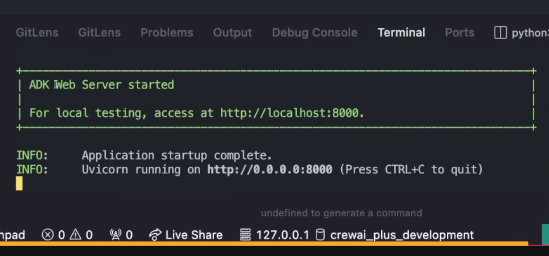 GitLens GitLens Problems Output Debug Console Terminal Ports
ADK Web Server started
For local testing, access at http://localhost:8000.
INFO: Application startup complete.
INFO: Uvicorn running on http://0.0.0.0:8000 (Press CTRL+C to quit)
undefined to generate a command
0 0 0 Live Share 127.0.0.1 crewai_plus_development